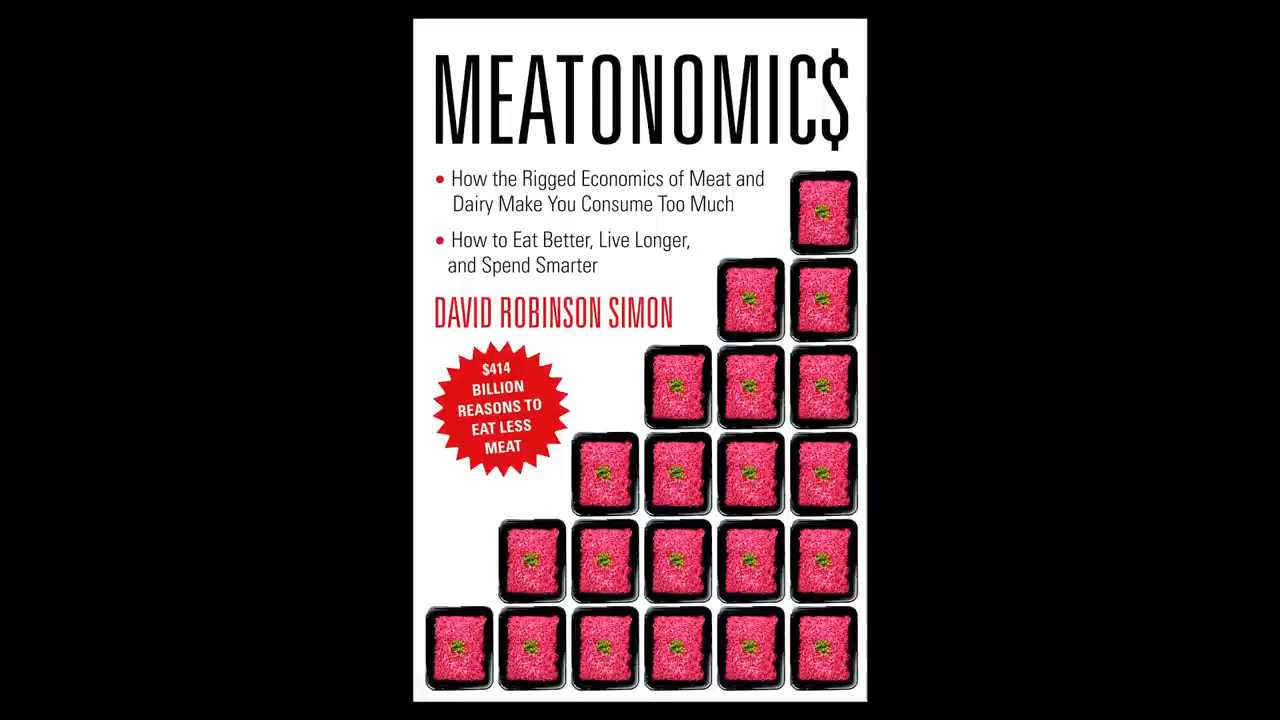 MEATONOMIC$
• How the Rigged Economics of Meat and
Dairy Make You Consume Too Much
• How to Eat Better, Live Longer,
and Spend Smarter
DAVID ROBINSON SIMON
$414
BILLION
REASONS TO
EAT LESS
MEAT